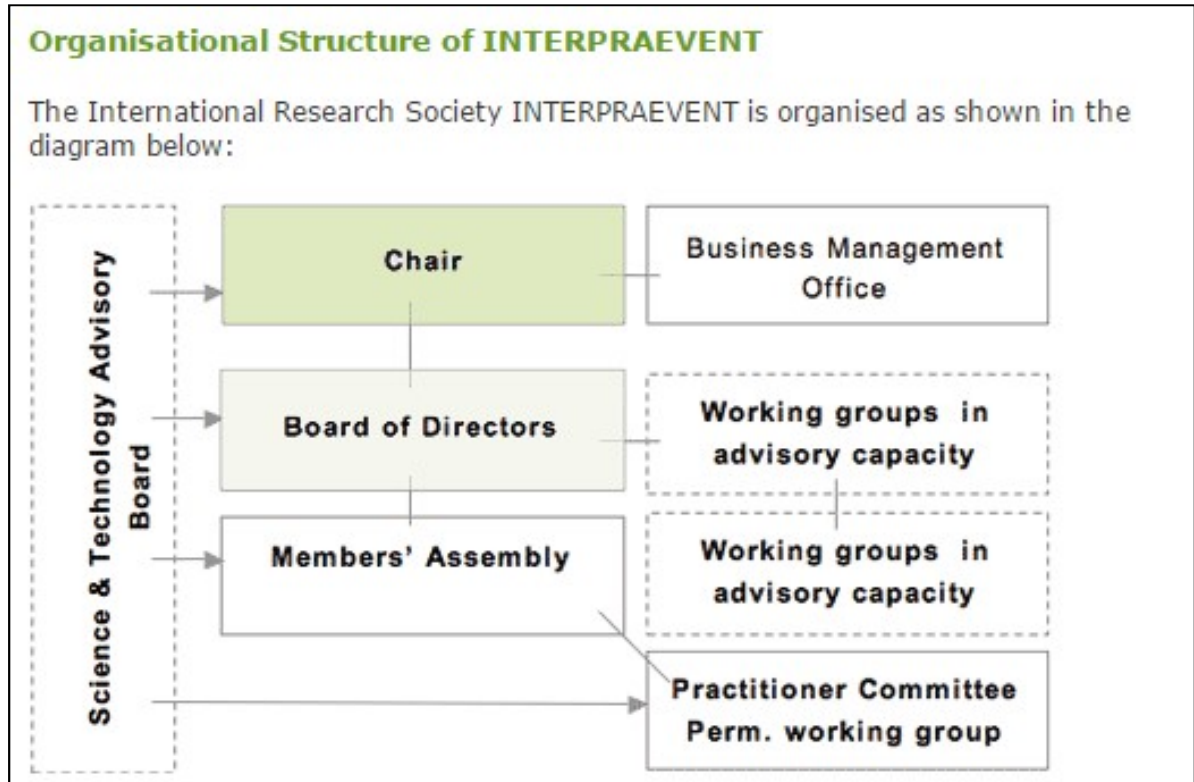 Organisational Structure of INTERPRAEVENT
The International Research Society INTERPRAEVENT is organised as shown in the
diagram below:
Science & Technology Advisory
Board
Chair
Business Management
Office
Board of Directors
Working groups in
advisory capacity
Members’ Assembly
Working groups in
advisory capacity
Practitioner Committee
Perm. working group